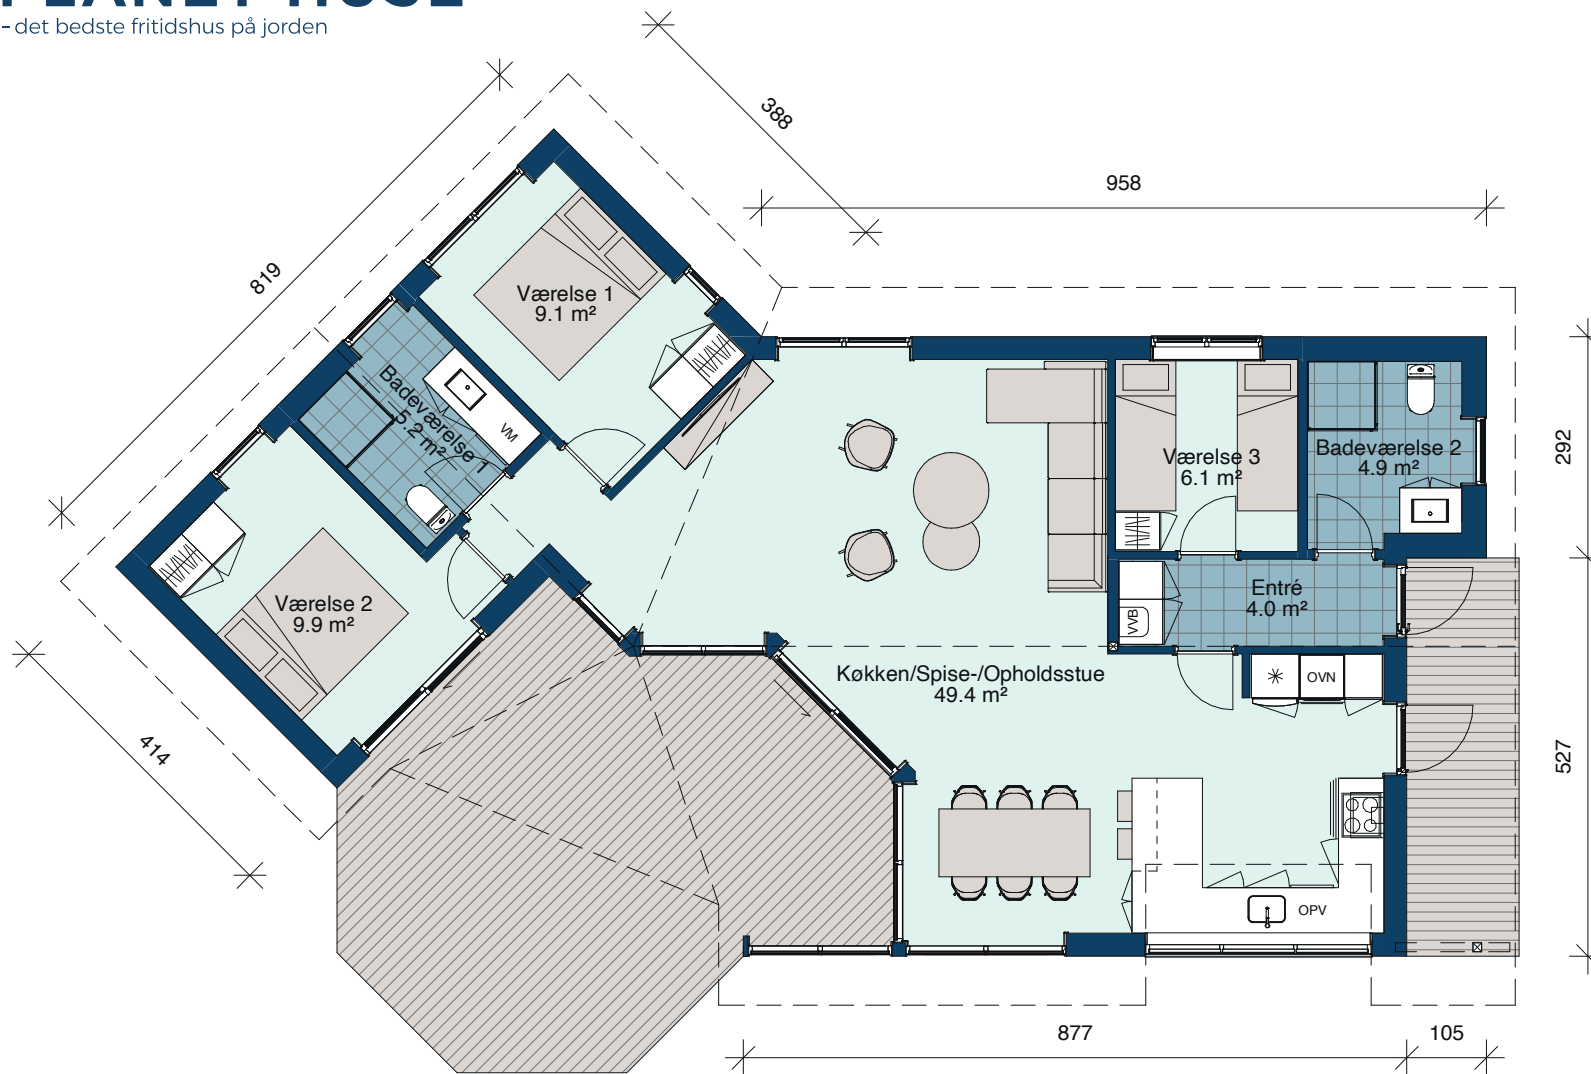 PLANET HUSE
- det bedste fritidshus på jorden
388
958
819
Værelse 1
9.1 m²
Badeværelse 1
5.2 m²
VM
Værelse 2
9.9 m²
414
Værelse 3
6.1 m²
Badeværelse 2
4.9 m²
292
Entré
4.0 m²
VVB
Køkken/Spise-/Opholdsstue
49.4 m²
OVN
527
OPV
877
105